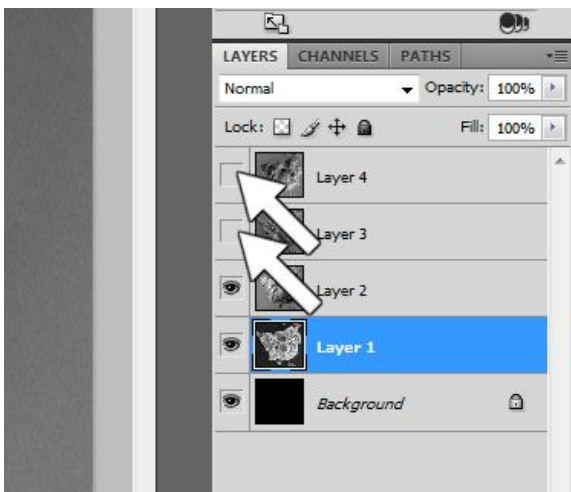 LAYERS CHANNELS PATHS
Normal Opacity: 100%
Lock: Fill: 100%
Layer 4
Layer 3
Layer 2
Layer 1
Background